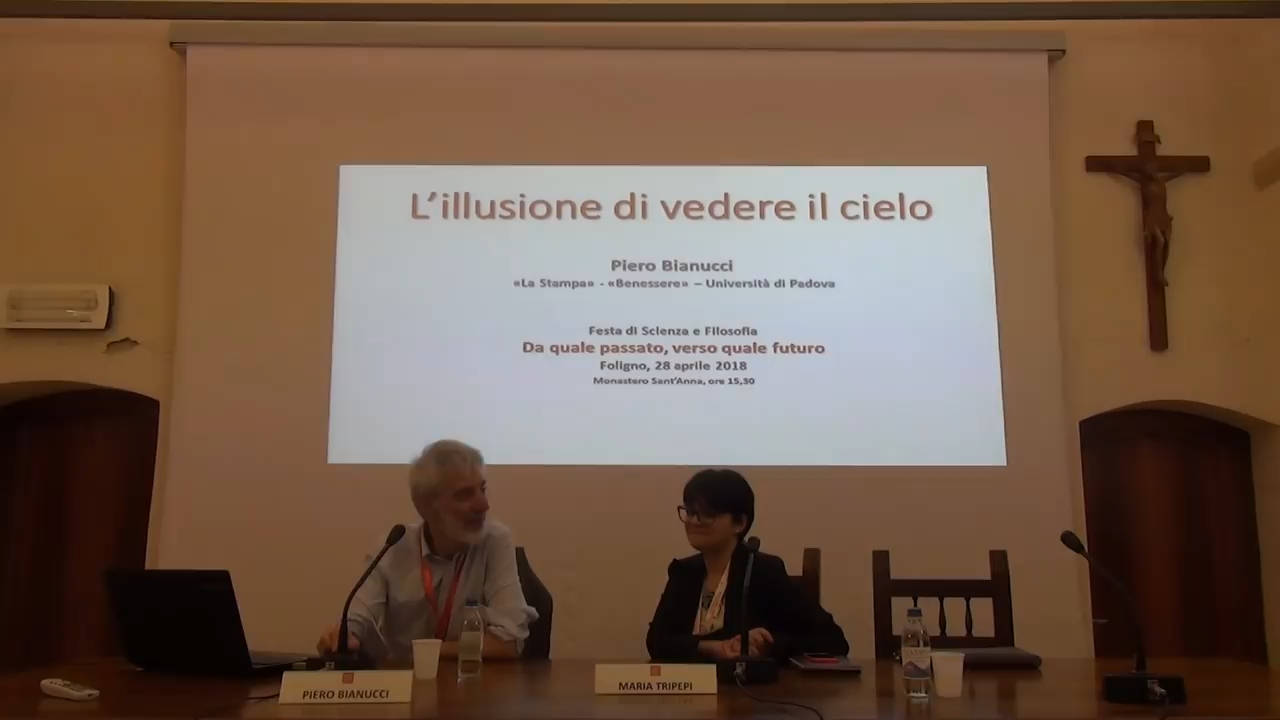 L'illusione di vedere il cielo
Piero Bianucci
«La Stampa» - «Benessere» – Università di Padova
Festa di Scienza e Filosofia
Da quale passato, verso quale futuro
Foligno, 28 aprile 2018
Monastero Sant'Anna, ore 15,30
PIERO BIANUCCI
MARIA TRIPEPI